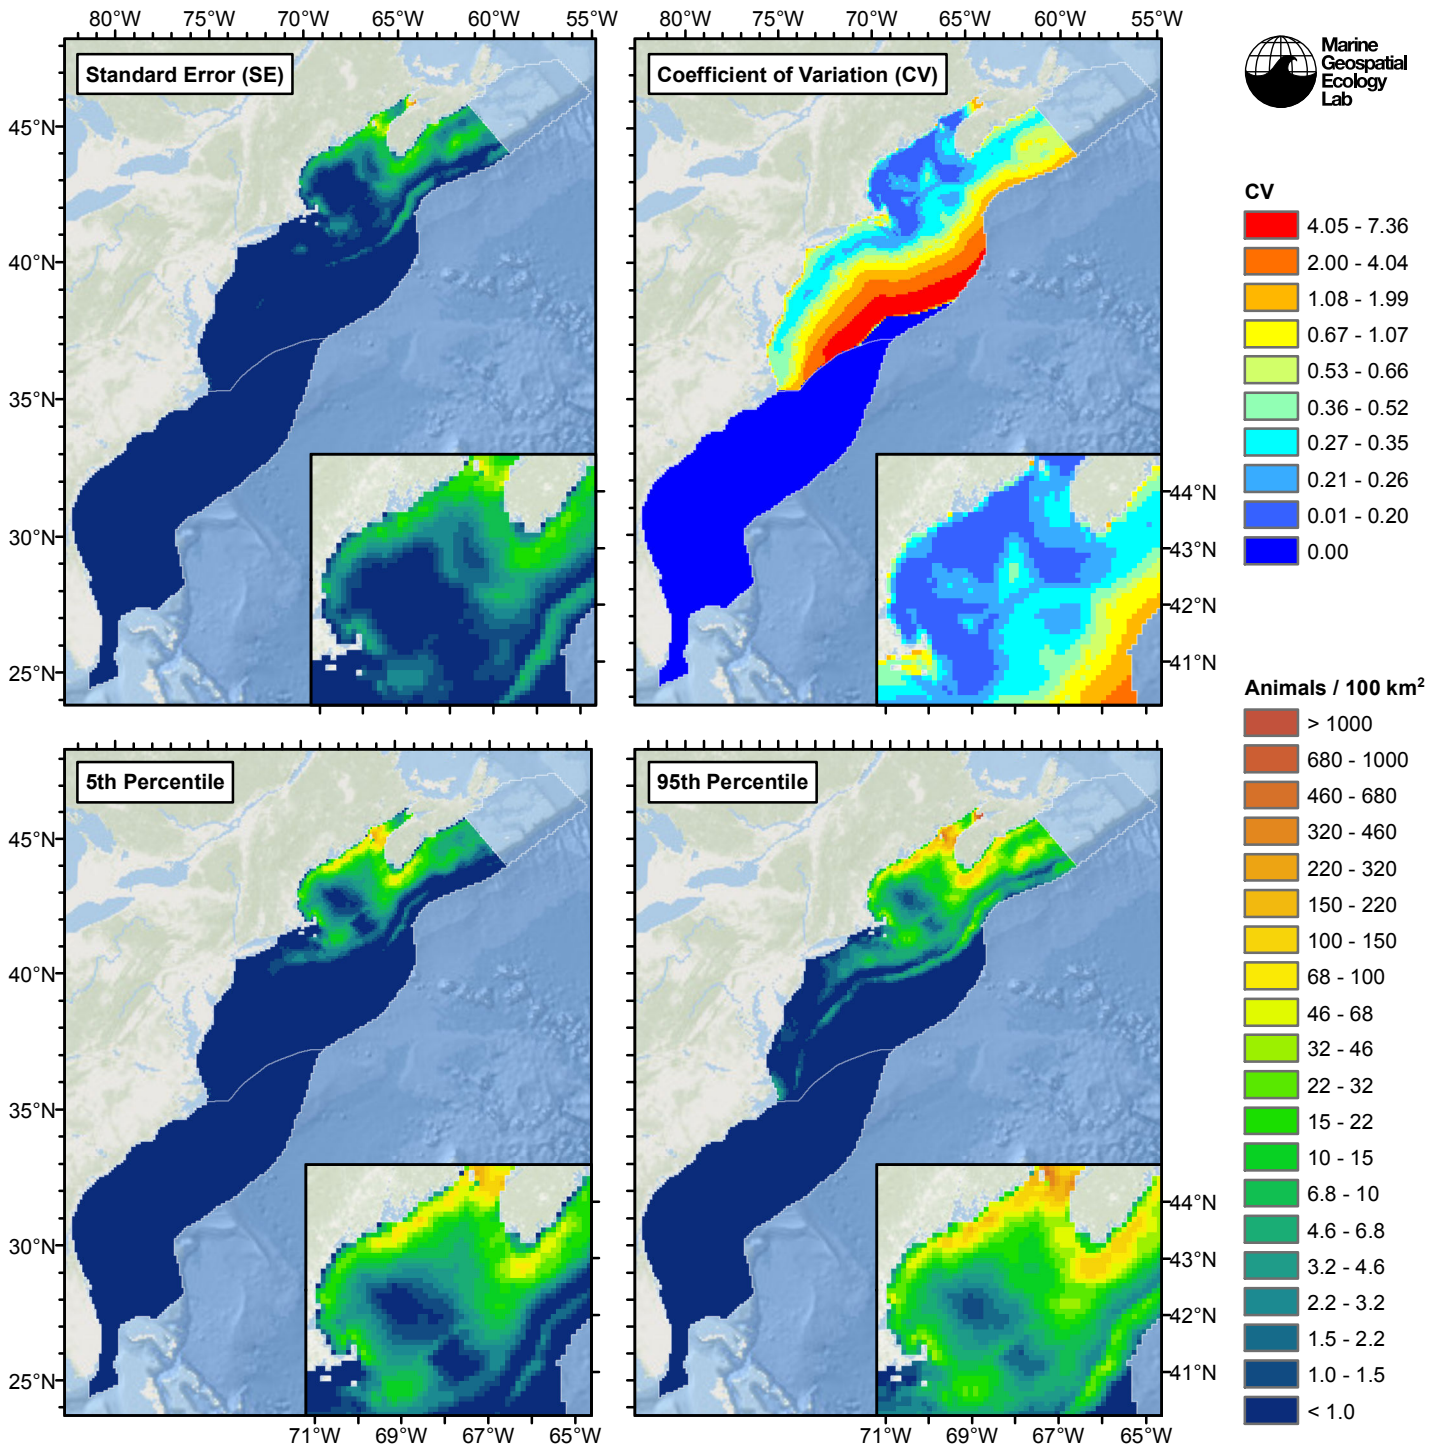 80°W 75°W 70°W 65°W 60°W 55°W
80°W 75°W 70°W 65°W 60°W 55°W
Standard Error (SE)
Coefficient of Variation (CV)
Marine
Geospatial
Ecology
Lab
45°N
40°N
35°N
30°N
25°N
44°N
43°N
42°N
41°N
CV
4.05 - 7.36
2.00 - 4.04
1.08 - 1.99
0.67 - 1.07
0.53 - 0.66
0.36 - 0.52
0.27 - 0.35
0.21 - 0.26
0.01 - 0.20
0.00
5th Percentile
95th Percentile
45°N
40°N
35°N
30°N
25°N
44°N
43°N
42°N
41°N
71°W 69°W 67°W 65°W
71°W 69°W 67°W 65°W
Animals / 100 km²
> 1000
680 - 1000
460 - 680
320 - 460
220 - 320
150 - 220
100 - 150
68 - 100
46 - 68
32 - 46
22 - 32
15 - 22
10 - 15
6.8 - 10
4.6 - 6.8
3.2 - 4.6
2.2 - 3.2
1.5 - 2.2
1.0 - 1.5
< 1.0